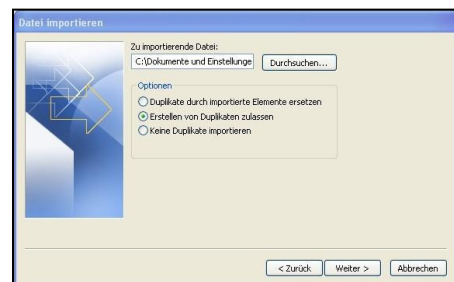 Datei importieren
Zu importierende Datei:
C:\Dokumente und Einstellunge
Durchsuchen...
Optionen
Duplikate durch importierte Elemente ersetzen
Erstellen von Duplikaten zulassen
Keine Duplikate importieren
< Zurück
Weiter >
Abbrechen